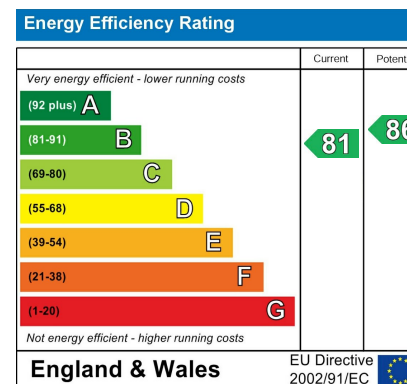 Energy Efficiency Rating
Current Potent
Very energy efficient - lower running costs
(92 plus) A
(81-91) B
81
86
(69-80) C
(55-68) D
(39-54) E
(21-38) F
(1-20) G
Not energy efficient - higher running costs
England & Wales
EU Directive
2002/91/EC